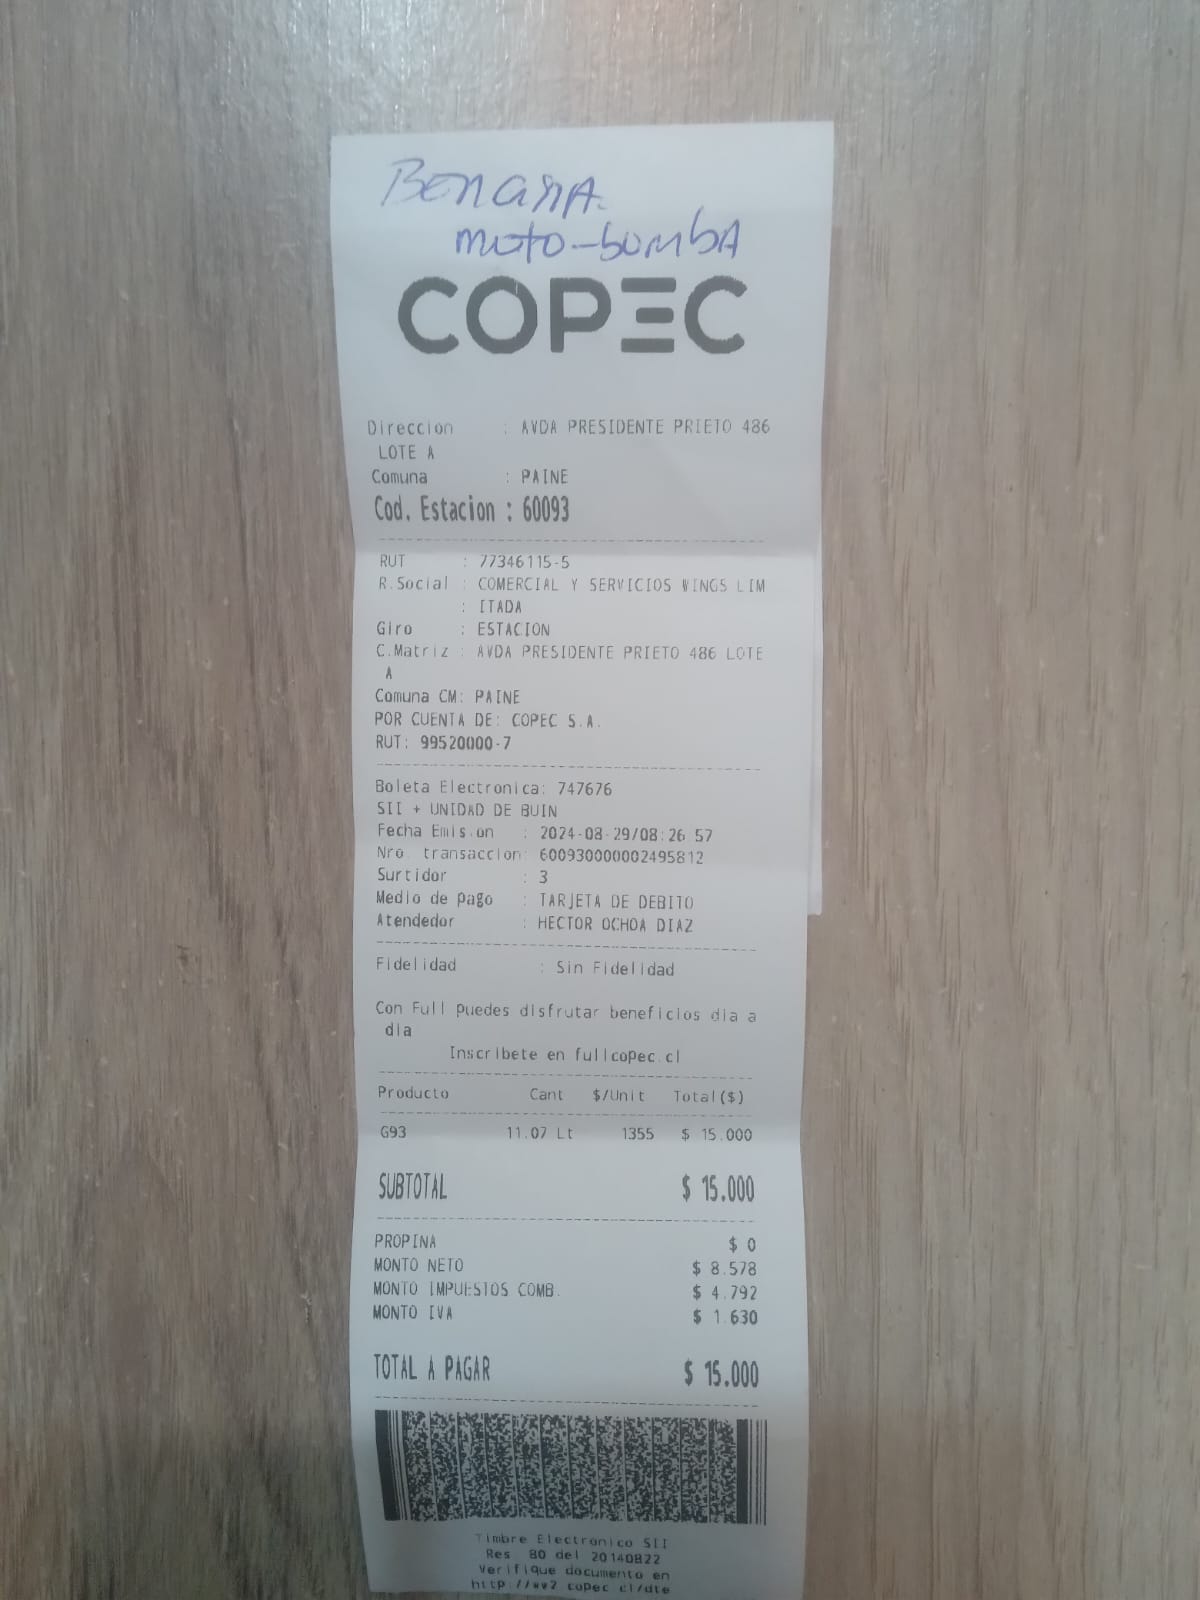 Bencina
moto-bomba
COPEC
Direccion : AVDA PRESIDENTE PRIETO 486
LOTE A
Comuna : PAINE
Cod. Estacion : 60093
RUT : 77346115-5
R.Social : COMERCIAL Y SERVICIOS WINGS LIM
: ITADA
Giro : ESTACION
C.Matriz : AVDA PRESIDENTE PRIETO 486 LOTE
A
Comuna CM: PAINE
POR CUENTA DE: COPEC S.A.
RUT: 99520000-7
Boleta Electronica: 747676
SII + UNIDAD DE BUIN
Fecha Emision : 2024-08-29/08:26:57
Nro. transaccion: 600930000002495812
Surtidor : 3
Medio de pago : TARJETA DE DEBITO
Atendedor : HECTOR OCHOA DIAZ
Fidelidad : Sin Fidelidad
Con Full puedes disfrutar beneficios dia a
dia
Inscribete en fullcopec.cl
Producto Cant $/Unit Total($)
G93 11.07 Lt 1355 $ 15.000
SUBTOTAL $ 15.000
PROPINA $ 0
MONTO NETO $ 8.578
MONTO IMPUESTOS COMB. $ 4.792
MONTO IVA $ 1.630
TOTAL A PAGAR $ 15.000
Timbre Electronico SII
Res. 80 del 20140822
Verifique documento en
http://ww2.copec.cl/dte